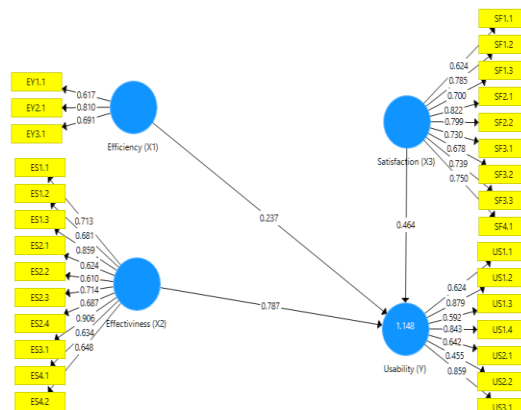 EY1.1
EY2.1
EY3.1
0.617
0.810
0.691
Efficiency (X1)
ES1.1
ES1.2
ES1.3
ES2.1
ES2.2
ES2.3
ES2.4
ES3.1
ES4.1
ES4.2
0.713
0.681
0.859
0.624
0.610
0.714
0.687
0.906
0.634
0.648
Effectiviness (X2)
0.237
0.787
0.464
SF1.1
SF1.2
SF1.3
SF2.1
SF2.2
SF3.1
SF3.2
SF3.3
SF4.1
0.624
0.785
0.700
0.822
0.799
0.730
0.678
0.739
0.750
Satisfaction (X3)
US1.1
US1.2
US1.3
US1.4
US2.1
US2.2
US3.1
0.624
0.879
0.592
0.843
0.642
0.455
0.859
1.148
Usability (Y)